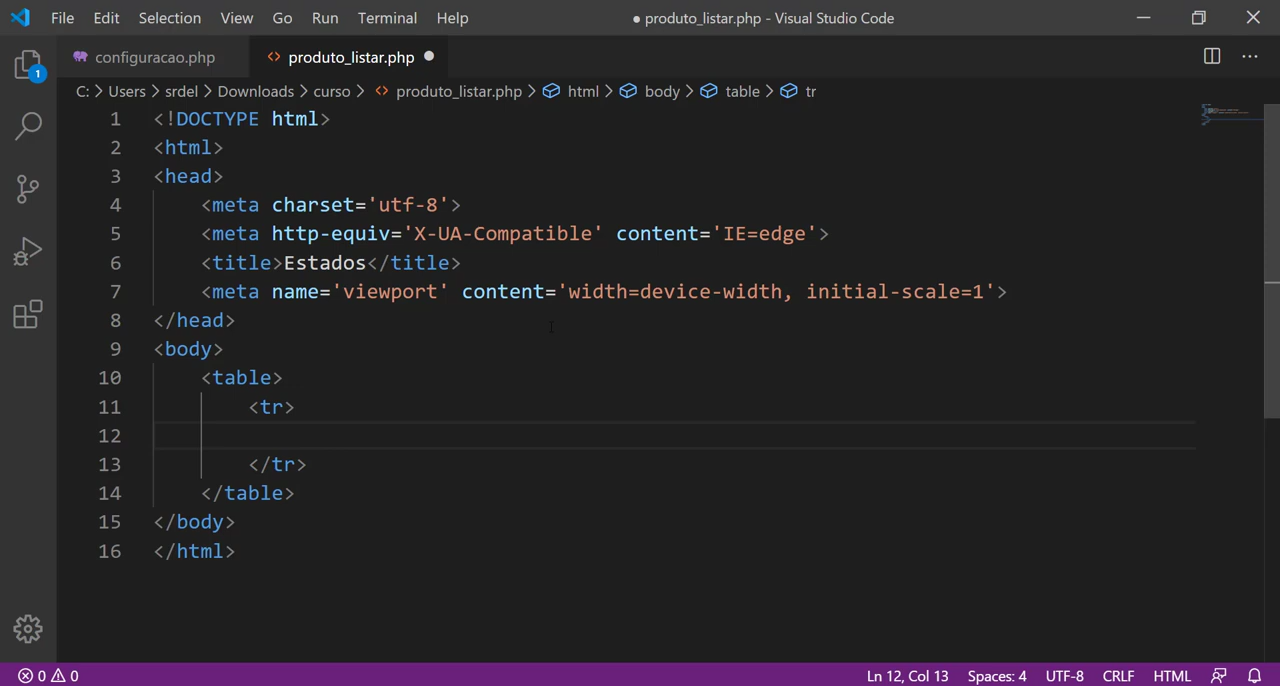 File Edit Selection View Go Run Terminal Help ● produto_listar.php - Visual Studio Code
configuracao.php produto_listar.php
C: > Users > srdel > Downloads > curso > produto_listar.php > html > body > table > tr
1 <!DOCTYPE html>
2 <html>
3 <head>
4 <meta charset='utf-8'>
5 <meta http-equiv='X-UA-Compatible' content='IE=edge'>
6 <title>Estados</title>
7 <meta name='viewport' content='width=device-width, initial-scale=1'>
8 </head>
9 <body>
10 <table>
11 <tr>
12
13 </tr>
14 </table>
15 </body>
16 </html>
1
0 0 Ln 12, Col 13 Spaces: 4 UTF-8 CRLF HTML